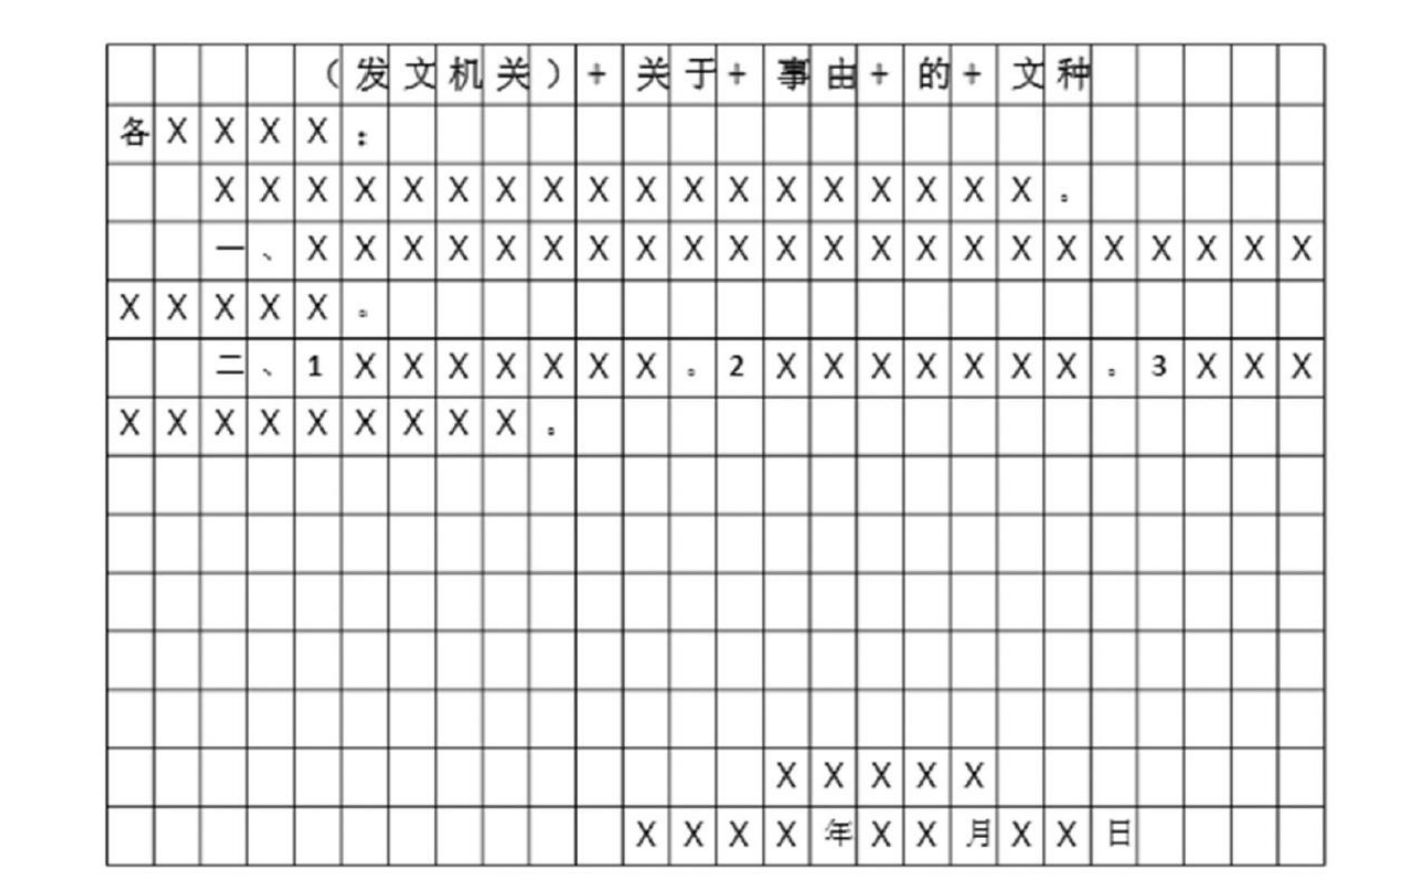 （发文机关）+关于+事由+的+文种
各XXXX：
XXXXXXXXXXXXXXXXXX。
一、XXXXXXXXXXXXXXXXXXXXXX
XXXXX。
二、1XXXXXXX。2XXXXXXX。3XXX
XXXXXXXXX。
XXXXX
XXXX年XX月XX日